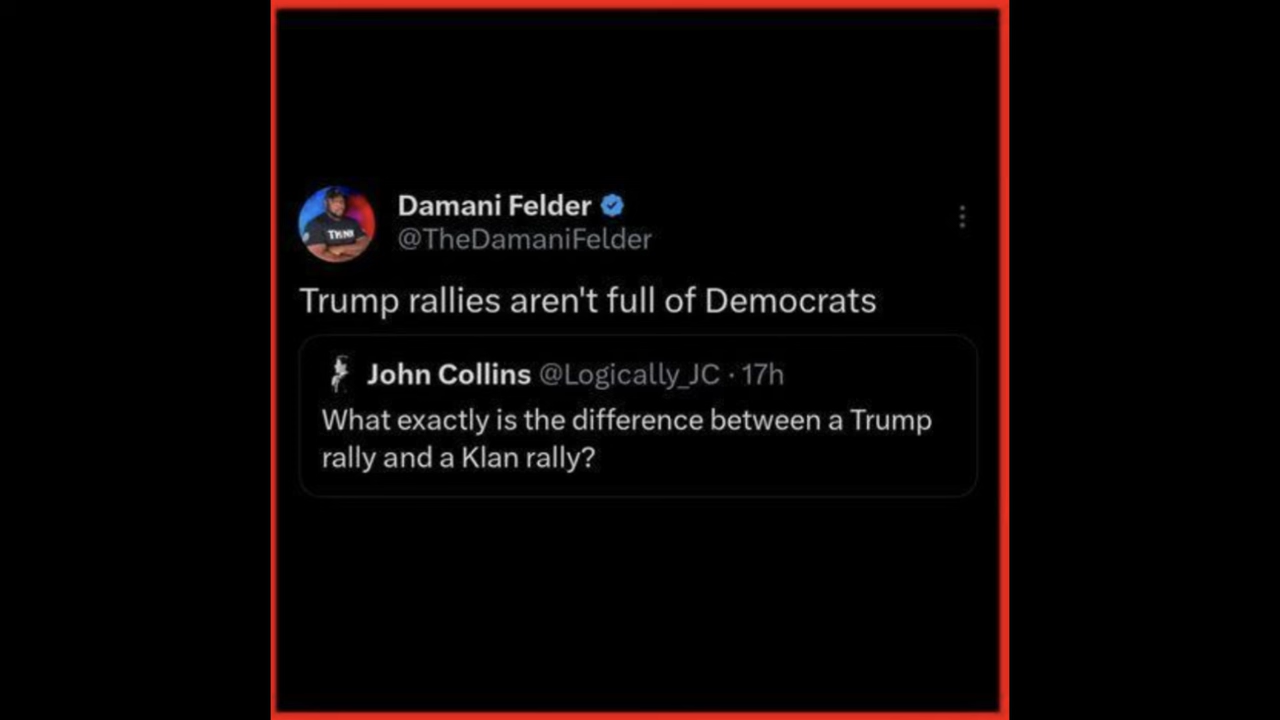 Damani Felder
@TheDamaniFelder
Trump rallies aren't full of Democrats
John Collins @Logically_JC · 17h
What exactly is the difference between a Trump
rally and a Klan rally?